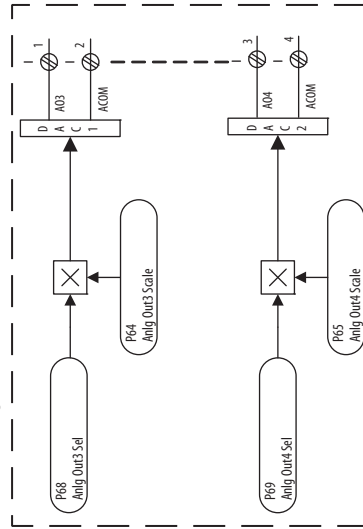 P68
Anlg Out3 Sel
P64
Anlg Out3 Scale
D
A
C
1
AO3
ACOM
1
2
P69
Anlg Out4 Sel
P65
Anlg Out4 Scale
D
A
C
2
AO4
ACOM
3
4